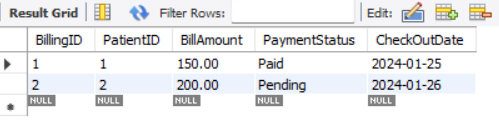 Result Grid Filter Rows: Edit:
BillingID PatientID BillAmount PaymentStatus CheckOutDate
1 1 150.00 Paid 2024-01-25
2 2 200.00 Pending 2024-01-26
NULL NULL NULL NULL NULL